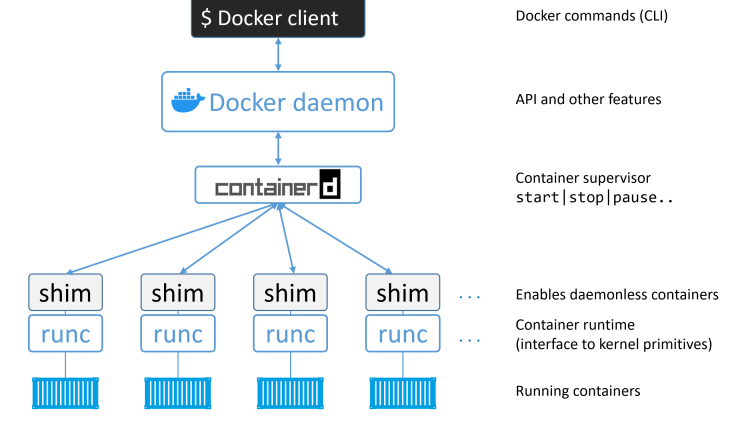 $ Docker client
Docker commands (CLI)
Docker daemon
API and other features
containerd
Container supervisor
start|stop|pause..
shim shim shim shim ...
Enables daemonless containers
runc runc runc runc ...
Container runtime
(interface to kernel primitives)
Running containers